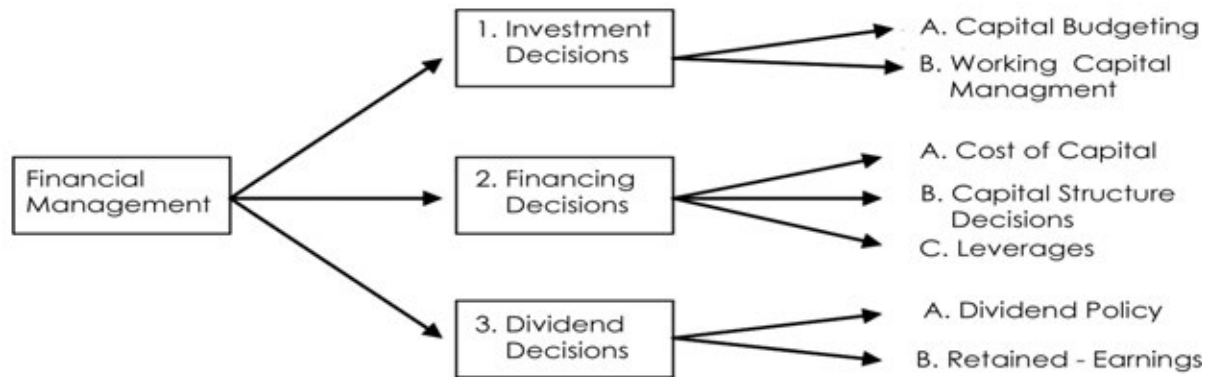 Financial
Management
1. Investment
Decisions
A. Capital Budgeting
B. Working Capital
Managment
2. Financing
Decisions
A. Cost of Capital
B. Capital Structure
Decisions
C. Leverages
3. Dividend
Decisions
A. Dividend Policy
B. Retained - Earnings